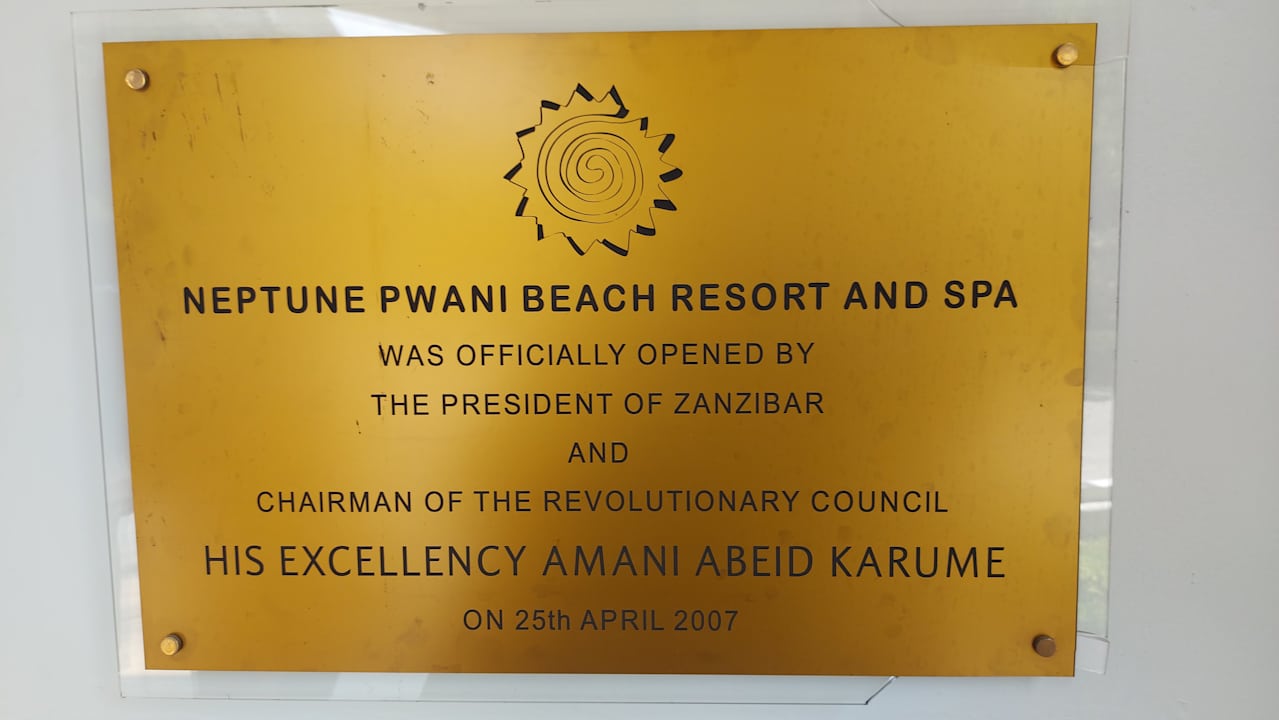 NEPTUNE PWANI BEACH RESORT AND SPA
WAS OFFICIALLY OPENED BY
THE PRESIDENT OF ZANZIBAR
AND
CHAIRMAN OF THE REVOLUTIONARY COUNCIL
HIS EXCELLENCY AMANI ABEID KARUME
ON 25th APRIL 2007